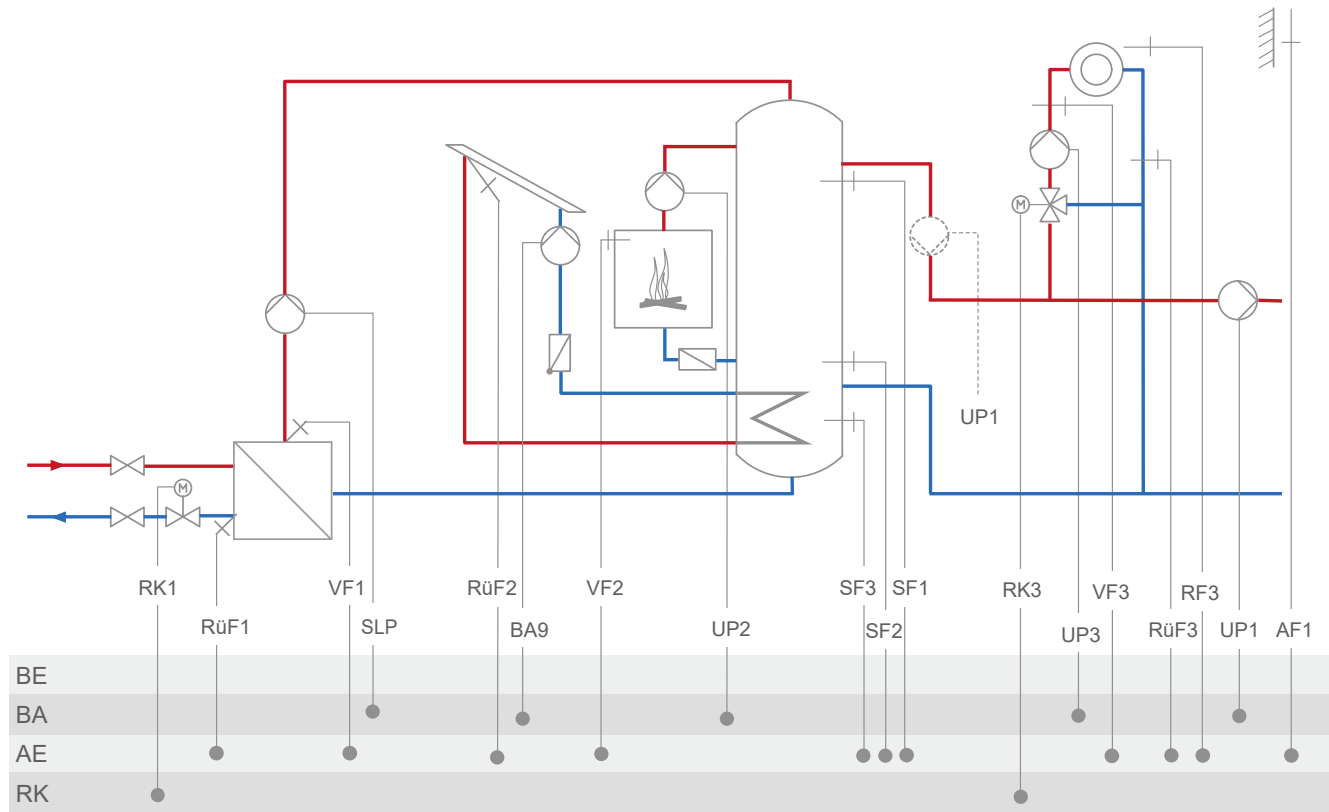 M
UP1
M
RK1
VF1
RüF2
VF2
SF3
SF1
RK3
VF3
RF3
RüF1
SLP
BA9
UP2
SF2
UP3
RüF3
UP1
AF1
BE
BA
AE
RK